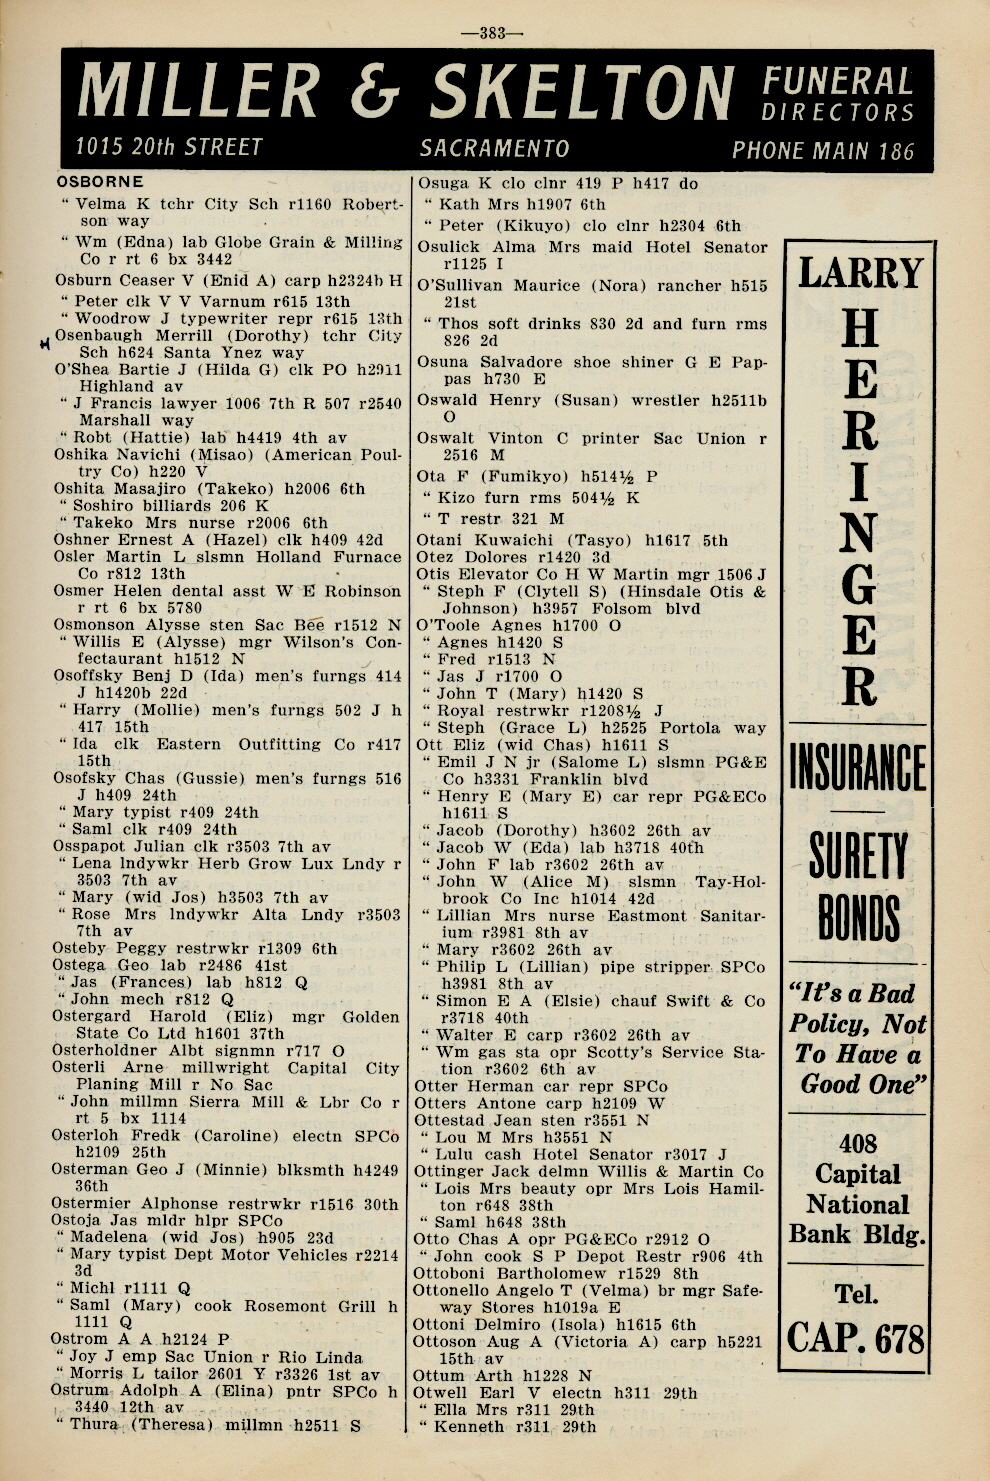 —383—
MILLER & SKELTON FUNERAL DIRECTORS
1015 20th STREET SACRAMENTO PHONE MAIN 186
OSBORNE
" Velma K tchr City Sch r1160 Robert-
son way
" Wm (Edna) lab Globe Grain & Milling
Co r rt 6 bx 3442
Osburn Ceaser V (Enid A) carp h2324b H
" Peter clk V V Varnum r615 13th
" Woodrow J typewriter repr r615 13th
Osenbaugh Merrill (Dorothy) tchr City
Sch h624 Santa Ynez way
O'Shea Bartie J (Hilda G) clk PO h2911
Highland av
" J Francis lawyer 1006 7th R 507 r2540
Marshall way
" Robt (Hattie) lab h4419 4th av
Oshika Navichi (Misao) (American Poul-
try Co) h220 V
Oshita Masajiro (Takeko) h2006 6th
" Soshiro billiards 206 K
" Takeko Mrs nurse r2006 6th
Oshner Ernest A (Hazel) clk h409 42d
Osler Martin L slsmn Holland Furnace
Co r812 13th
Osmer Helen dental asst W E Robinson
r rt 6 bx 5780
Osmonson Alysse sten Sac Bee r1512 N
" Willis E (Alysse) mgr Wilson's Con-
fectaurant h1512 N
Osoffsky Benj D (Ida) men's furngs 414
J h1420b 22d
" Harry (Mollie) men's furngs 502 J h
417 15th
" Ida clk Eastern Outfitting Co r417
15th
Osofsky Chas (Gussie) men's furngs 516
J h409 24th
" Mary typist r409 24th
" Saml clk r409 24th
Osspapot Julian clk r3503 7th av
" Lena lndywkr Herb Grow Lux Lndy r
3503 7th av
" Mary (wid Jos) h3503 7th av
" Rose Mrs lndywkr Alta Lndy r3503
7th av
Osteby Peggy restrwkr r1309 6th
Ostega Geo lab r2486 41st
" Jas (Frances) lab h812 Q
" John mech r812 Q
Ostergard Harold (Eliz) mgr Golden
State Co Ltd h1601 37th
Osterholdner Albt signmn r717 O
Osterli Arne millwright Capital City
Planing Mill r No Sac
" John millmn Sierra Mill & Lbr Co r
rt 5 bx 1114
Osterloh Fredk (Caroline) electn SPCo
h2109 25th
Osterman Geo J (Minnie) blksmth h4249
36th
Ostermier Alphonse restrwkr r1516 30th
Ostoja Jas mldr hlpr SPCo
" Madelena (wid Jos) h905 23d
" Mary typist Dept Motor Vehicles r2214
3d
" Michl r1111 Q
" Saml (Mary) cook Rosemont Grill h
1111 Q
Ostrom A A h2124 P
" Joy J emp Sac Union r Rio Linda
" Morris L tailor 2601 Y r3326 1st av
Ostrum Adolph A (Elina) pntr SPCo h
3440 12th av
" Thura (Theresa) millmn h2511 S
Osuga K clo clnr 419 P h417 do
" Kath Mrs h1907 6th
" Peter (Kikuyo) clo clnr h2304 6th
Osulick Alma Mrs maid Hotel Senator
r1125 I
O'Sullivan Maurice (Nora) rancher h515
21st
" Thos soft drinks 830 2d and furn rms
826 2d
Osuna Salvadore shoe shiner G E Pap-
pas h730 E
Oswald Henry (Susan) wrestler h2511b
O
Oswalt Vinton C printer Sac Union r
2516 M
Ota F (Fumikyo) h514½ P
" Kizo furn rms 504½ K
" T restr 321 M
Otani Kuwaichi (Tasyo) h1617 5th
Otez Dolores r1420 3d
Otis Elevator Co H W Martin mgr 1506 J
" Steph F (Clytell S) (Hinsdale Otis &
Johnson) h3957 Folsom blvd
O'Toole Agnes h1700 O
" Agnes h1420 S
" Fred r1513 N
" Jas J r1700 O
" John T (Mary) h1420 S
" Royal restrwkr r1208½ J
" Steph (Grace L) h2525 Portola way
Ott Eliz (wid Chas) h1611 S
" Emil J N jr (Salome L) slsmn PG&E
Co h3331 Franklin blvd
" Henry E (Mary E) car repr PG&ECo
h1611 S
" Jacob (Dorothy) h3602 26th av
" Jacob W (Eda) lab h3718 40th
" John F lab r3602 26th av
" John W (Alice M) slsmn Tay-Hol-
brook Co Inc h1014 42d
" Lillian Mrs nurse Eastmont Sanitar-
ium r3981 8th av
" Mary r3602 26th av
" Philip L (Lillian) pipe stripper SPCo
h3981 8th av
" Simon E A (Elsie) chauf Swift & Co
r3718 40th
" Walter E carp r3602 26th av
" Wm gas sta opr Scotty's Service Sta-
tion r3602 6th av
Otter Herman car repr SPCo
Otters Antone carp h2109 W
Ottestad Jean sten r3551 N
" Lou M Mrs h3551 N
" Lulu cash Hotel Senator r3017 J
Ottinger Jack delmn Willis & Martin Co
" Lois Mrs beauty opr Mrs Lois Hamil-
ton r648 38th
" Saml h648 38th
Otto Chas A opr PG&ECo r2912 O
" John cook S P Depot Restr r906 4th
Ottoboni Bartholomew r1529 8th
Ottonello Angelo T (Velma) br mgr Safe-
way Stores h1019a E
Ottoni Delmiro (Isola) h1615 6th
Ottoson Aug A (Victoria A) carp h5221
15th av
Ottum Arth h1228 N
Otwell Earl V electn h311 29th
" Ella Mrs r311 29th
" Kenneth r311 29th
LARRY
H
E
R
I
N
G
E
R
INSURANCE
SURETY
BONDS
"It's a Bad
Policy, Not
To Have a
Good One"
408
Capital
National
Bank Bldg.
Tel.
CAP. 678